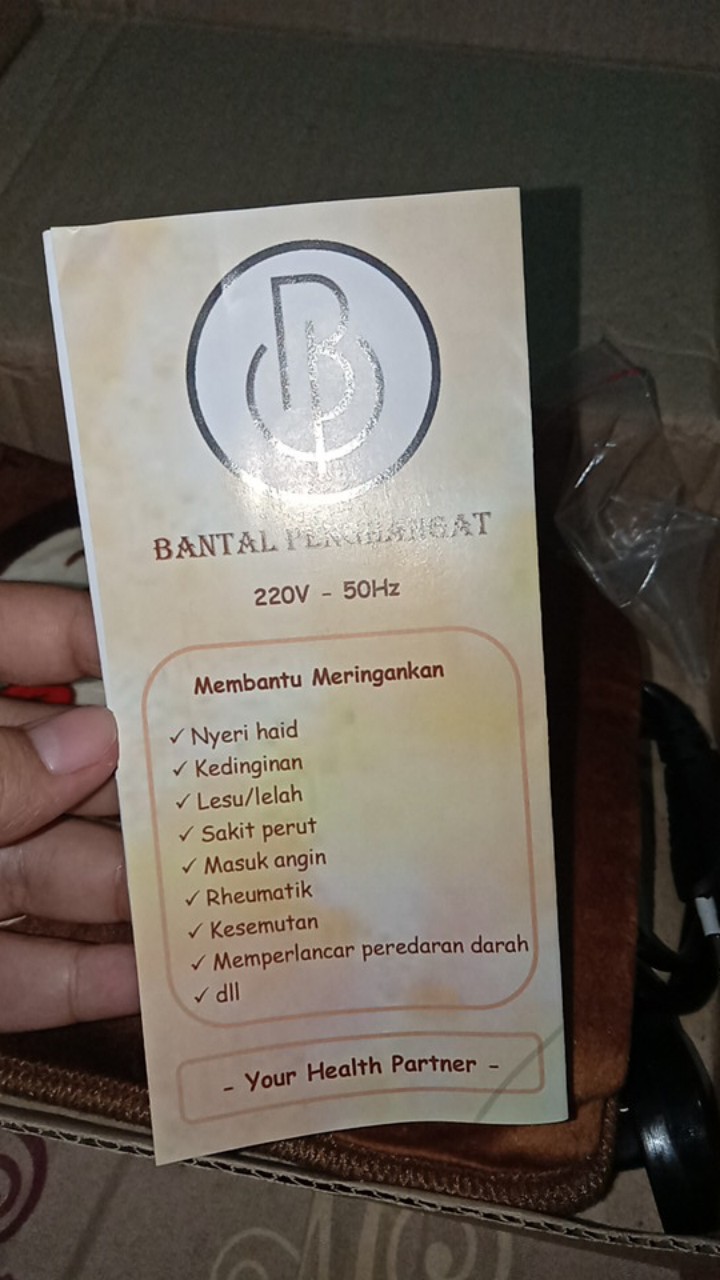 BANTAL PENGHANGAT
220V - 50Hz
Membantu Meringankan
✓ Nyeri haid
✓ Kedinginan
✓ Lesu/lelah
✓ Sakit perut
✓ Masuk angin
✓ Rheumatik
✓ Kesemutan
✓ Memperlancar peredaran darah
✓ dll
- Your Health Partner -